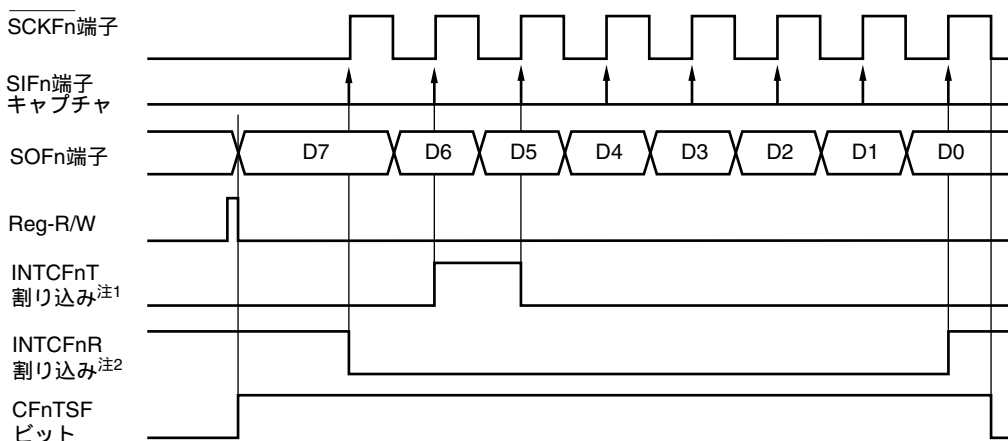 SCKFn端子
SIFn端子
キャプチャ
SOFn端子
D7 D6 D5 D4 D3 D2 D1 D0
Reg-R/W
INTCFnT
割り込み注1
INTCFnR
割り込み注2
CFnTSF
ビット